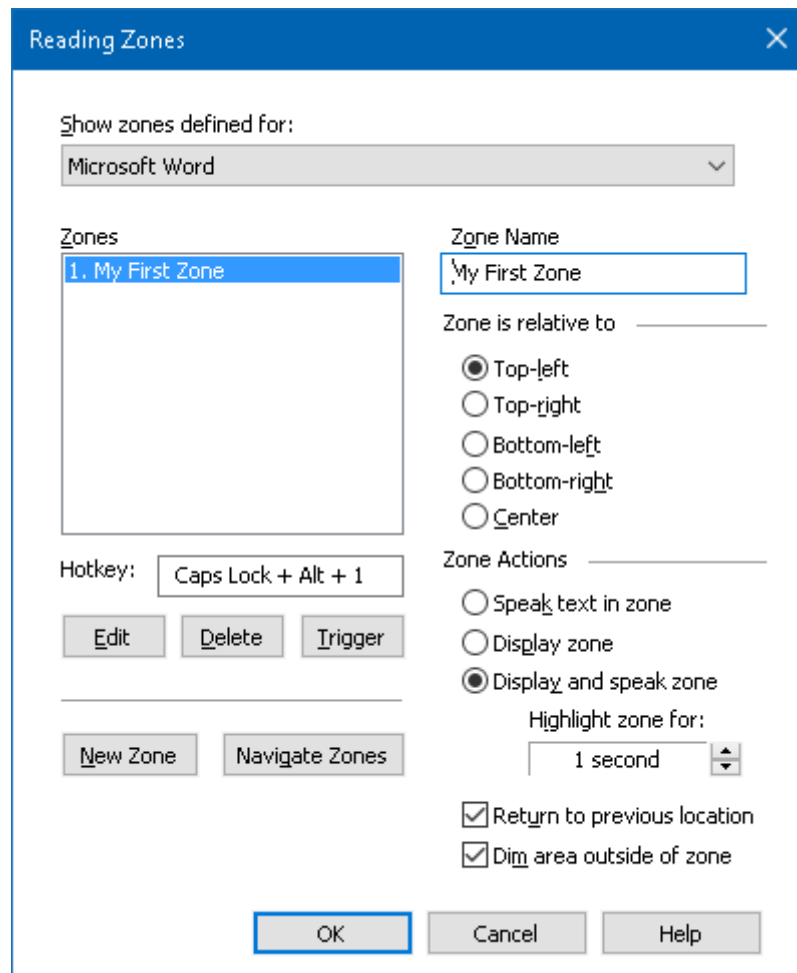 Reading Zones
Show zones defined for:
Microsoft Word
Zones
1. My First Zone
Hotkey:
Caps Lock + Alt + 1
Edit
Delete
Trigger
New Zone
Navigate Zones
Zone Name
My First Zone
Zone is relative to
Top-left
Top-right
Bottom-left
Bottom-right
Center
Zone Actions
Speak text in zone
Display zone
Display and speak zone
Highlight zone for:
1 second
Return to previous location
Dim area outside of zone
OK
Cancel
Help